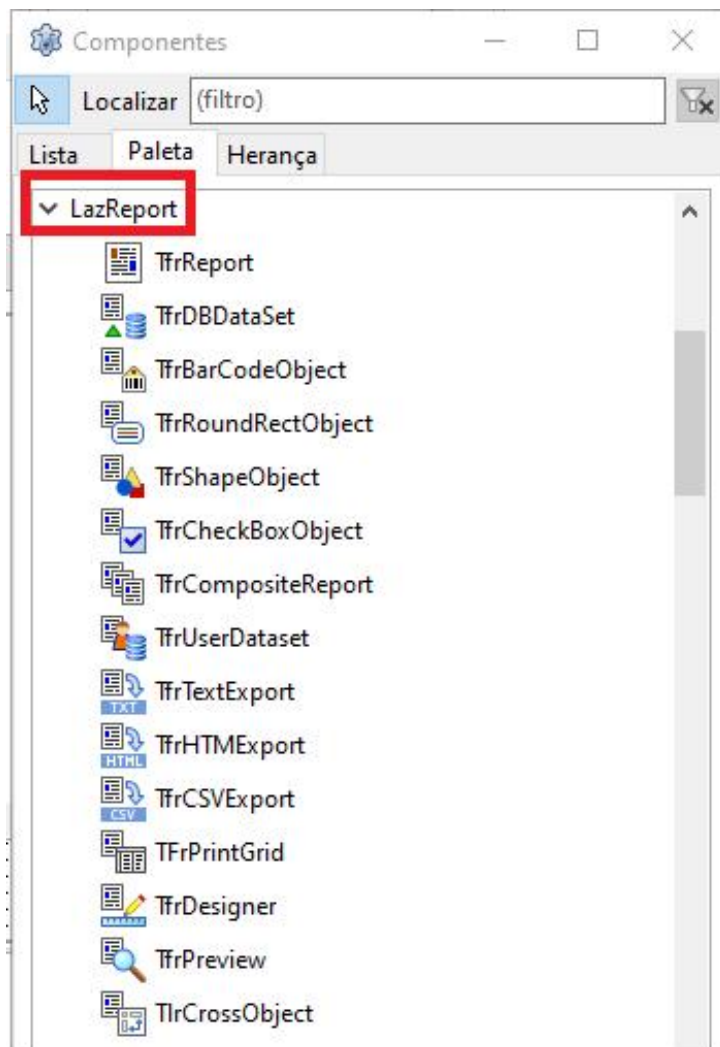 Componentes
Localizar (filtro)
Lista Paleta Herança
LazReport
TfrReport
TfrDBDataSet
TfrBarCodeObject
TfrRoundRectObject
TfrShapeObject
TfrCheckBoxObject
TfrCompositeReport
TfrUserDataset
TfrTextExport
TXT
TfrHTMExport
HTML
TfrCSVExport
CSV
TFrPrintGrid
TfrDesigner
TfrPreview
TlrCrossObject